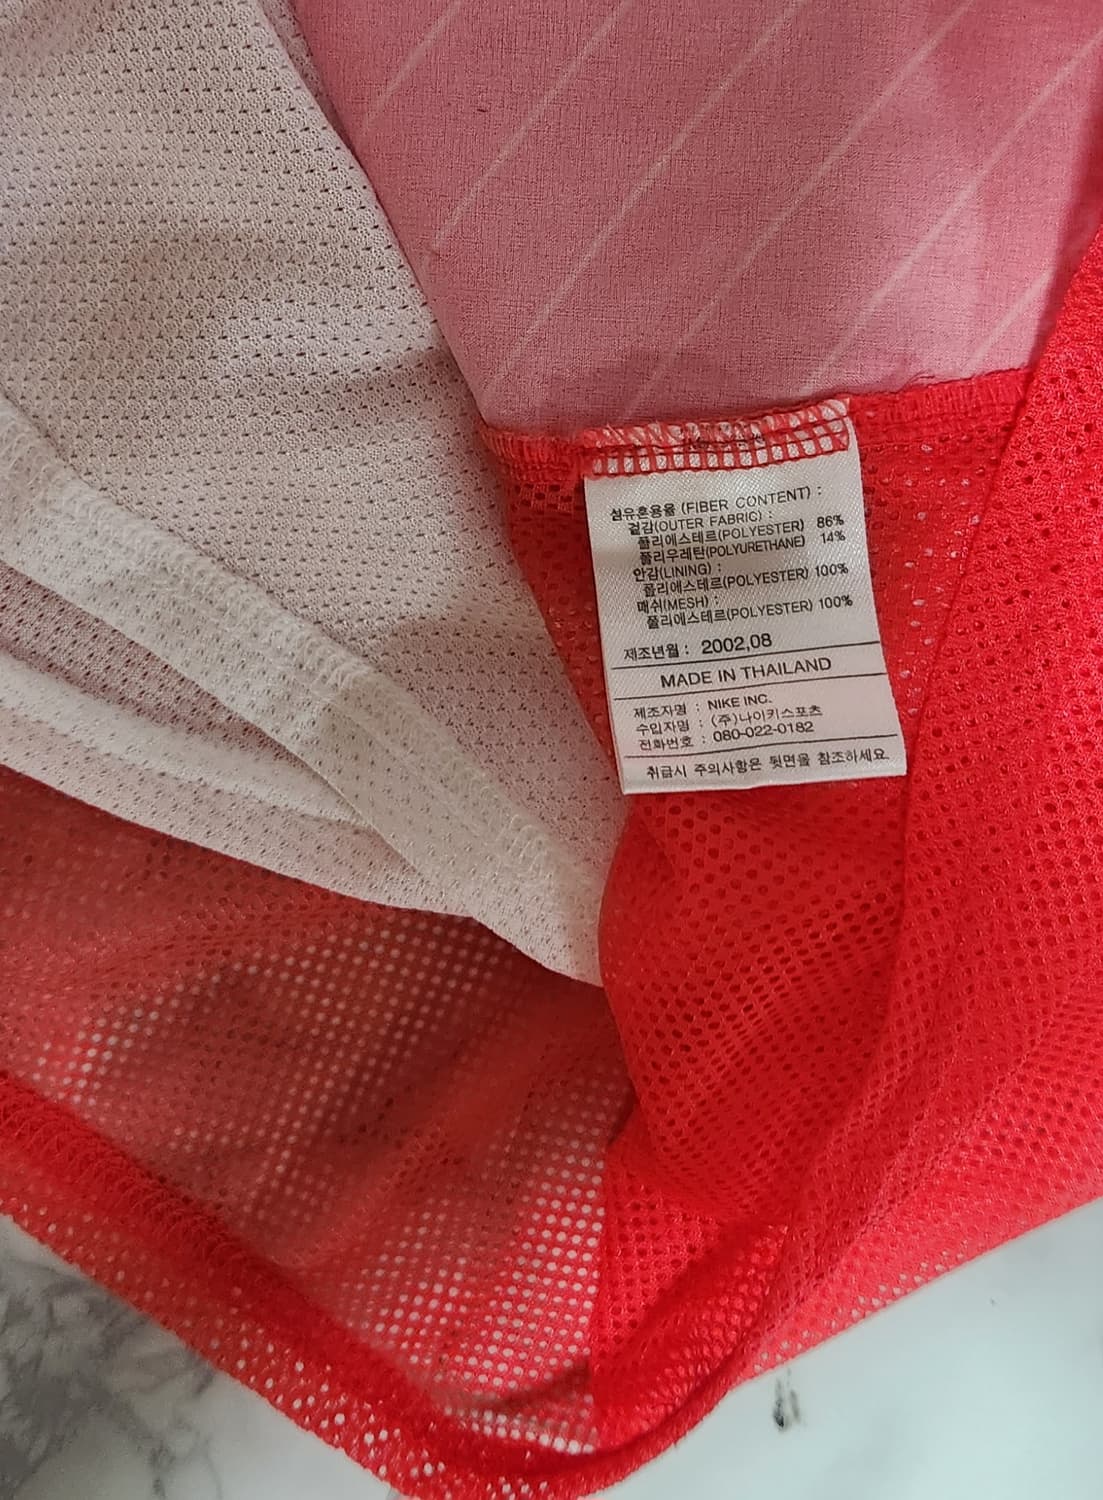 섬유혼용율 (FIBER CONTENT) :
겉감(OUTER FABRIC) :
폴리에스테르(POLYESTER) 86%
폴리우레탄(POLYURETHANE) 14%
안감(LINING) :
폴리에스테르(POLYESTER) 100%
매쉬(MESH) :
폴리에스테르(POLYESTER) 100%
제조년월 : 2002,08
MADE IN THAILAND
제조자명 : NIKE INC.
수입자명 : (주)나이키스포츠
전화번호 : 080-022-0182
취급시 주의사항은 뒷면을 참조하세요.